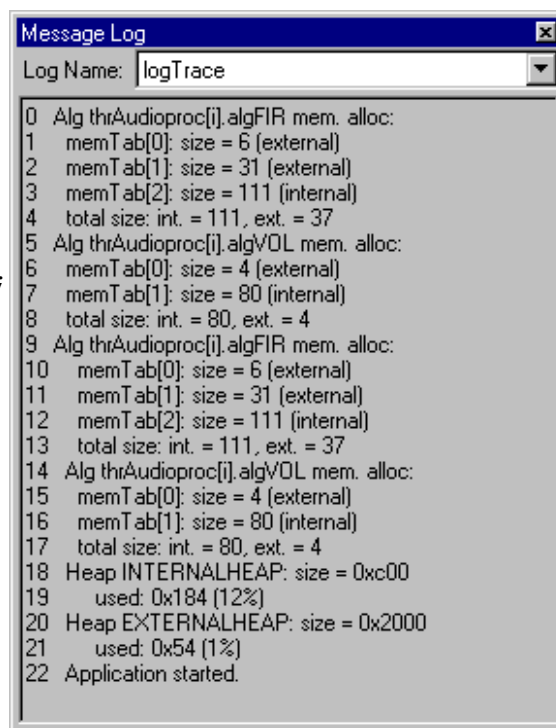 Message Log
Log Name: logTrace
0 Alg thrAudioproc[i].algFIR mem. alloc:
1 memTab[0]: size = 6 (external)
2 memTab[1]: size = 31 (external)
3 memTab[2]: size = 111 (internal)
4 total size: int. = 111, ext. = 37
5 Alg thrAudioproc[i].algVOL mem. alloc:
6 memTab[0]: size = 4 (external)
7 memTab[1]: size = 80 (internal)
8 total size: int. = 80, ext. = 4
9 Alg thrAudioproc[i].algFIR mem. alloc:
10 memTab[0]: size = 6 (external)
11 memTab[1]: size = 31 (external)
12 memTab[2]: size = 111 (internal)
13 total size: int. = 111, ext. = 37
14 Alg thrAudioproc[i].algVOL mem. alloc:
15 memTab[0]: size = 4 (external)
16 memTab[1]: size = 80 (internal)
17 total size: int. = 80, ext. = 4
18 Heap INTERNALHEAP: size = 0xc00
19 used: 0x184 (12%)
20 Heap EXTERNALHEAP: size = 0x2000
21 used: 0x54 (1%)
22 Application started.